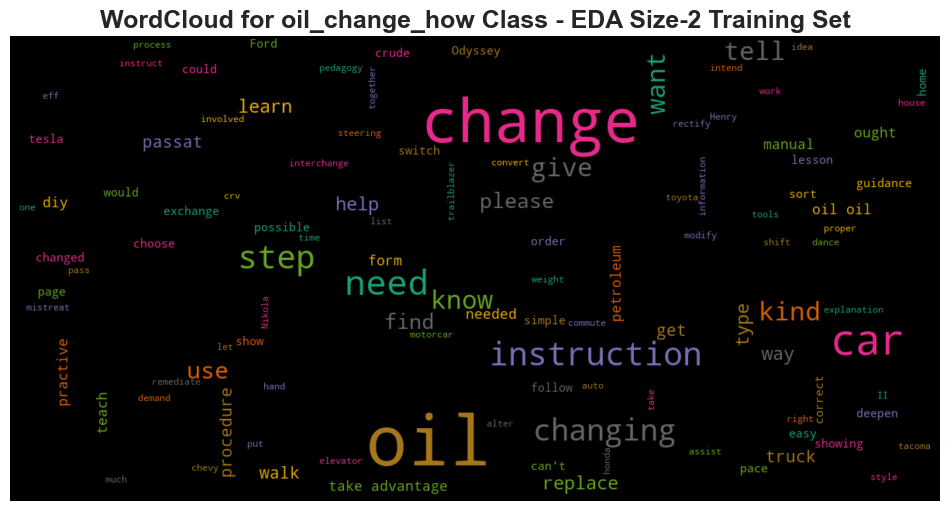 WordCloud for oil_change_how Class - EDA Size-2 Training Set
process
Ford
crude
Odyssey
tell
idea
instruct
could
pedagogy
together
want
intend
home
eff
learn
change
work
house
involved
Henry
rectify
tesla
passat
steering
switch
manual
ought
interchange
convert
give
information
lesson
trailblazer
one
diy
would
crv
exchange
help
list
please
toyota
sort
guidance
oil oil
tools
proper
possible
time
order
modify
shift
dance
choose
changed
pass
step
form
page
mistreat
need
know
weight
petroleum
Nikola
find
needed
simple
commute
type
kind
explanation
motorcar
get
car
practive
let
show
instruction
way
use
remediate
demand
hand
follow
auto
take
correct
II
teach
procedure
oil
alter
changing
right
deepen
put
easy
showing
tacoma
can't
honda
assist
truck
chevy
walk
elevator
pace
much
take advantage
replace
style